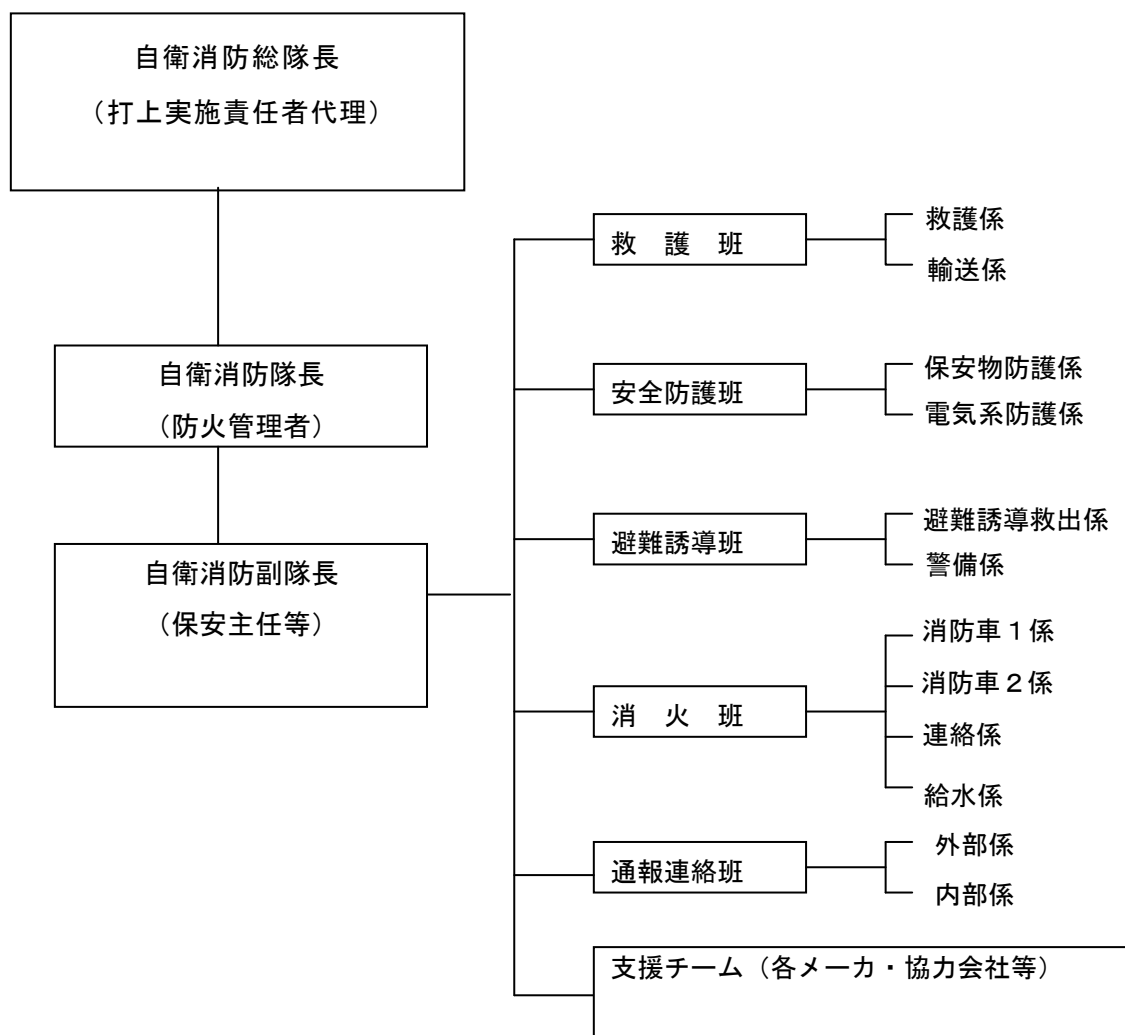 自衛消防総隊長
（打上実施責任者代理）
自衛消防隊長
（防火管理者）
自衛消防副隊長
（保安主任等）
救　護　班
救護係
輸送係
安全防護班
保安物防護係
電気系防護係
避難誘導班
避難誘導救出係
警備係
消　火　班
消防車１係
消防車２係
連絡係
給水係
通報連絡班
外部係
内部係
支援チーム（各メーカ・協力会社等）